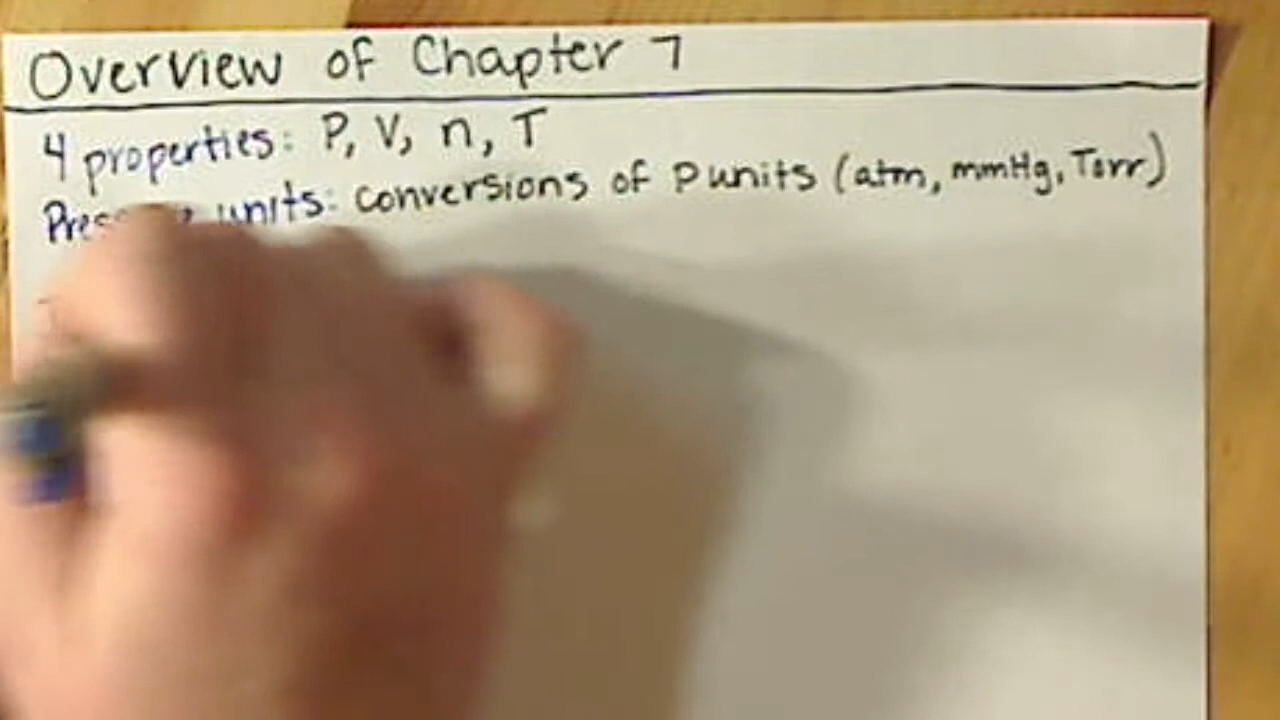 Overview of Chapter 7
4 properties: P, V, n, T
units: conversions of P units (atm, mmHg, Torr)